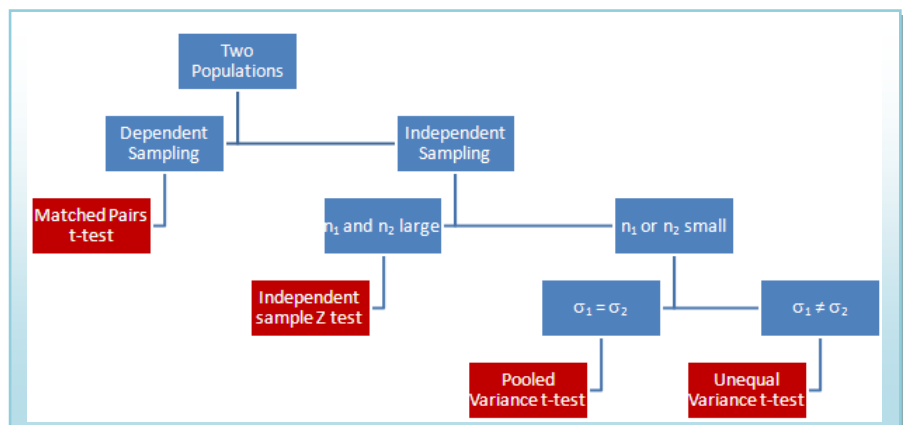 Two
Populations
Dependent
Sampling
Independent
Sampling
Matched Pairs
t-test
n₁ and n₂ large
n₁ or n₂ small
Independent
sample Z test
σ₁ = σ₂
σ₁ ≠ σ₂
Pooled
Variance t-test
Unequal
Variance t-test